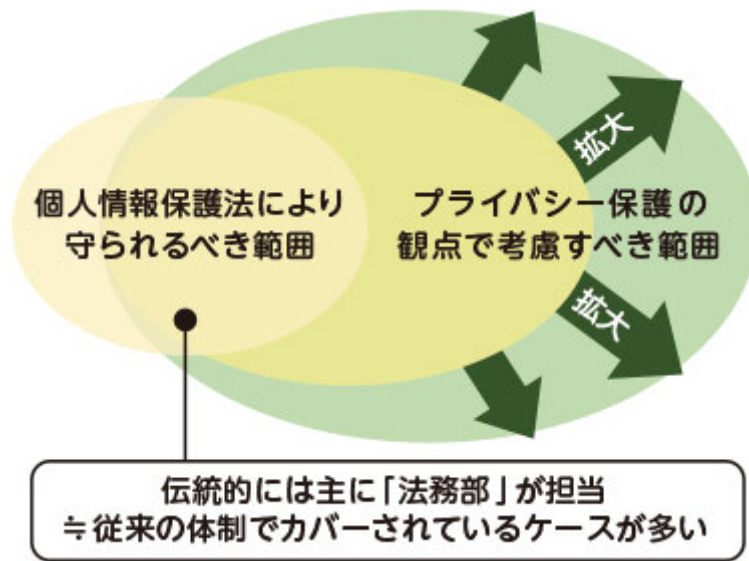 個人情報保護法により
守られるべき範囲
プライバシー保護の
観点で考慮すべき範囲
拡大
拡大
伝統的には主に「法務部」が担当
≒従来の体制でカバーされているケースが多い